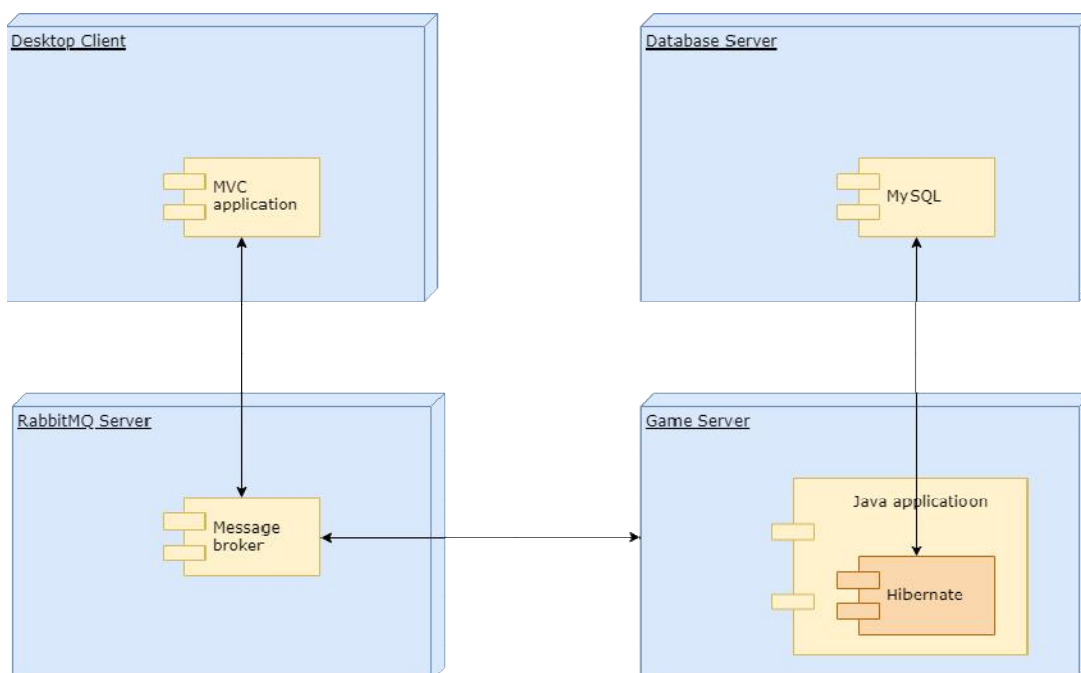 Desktop Client
Database Server
MVC
application
MySQL
RabbitMQ Server
Game Server
Java applicatioon
Message
broker
Hibernate